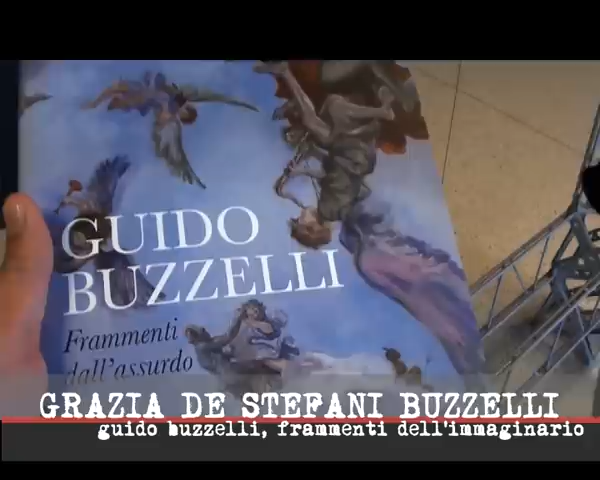 GUIDO
BUZZELLI
Frammenti
dall'assurdo
GRAZIA DE STEFANI BUZZELLI
guido buzzelli, frammenti dell'immaginario